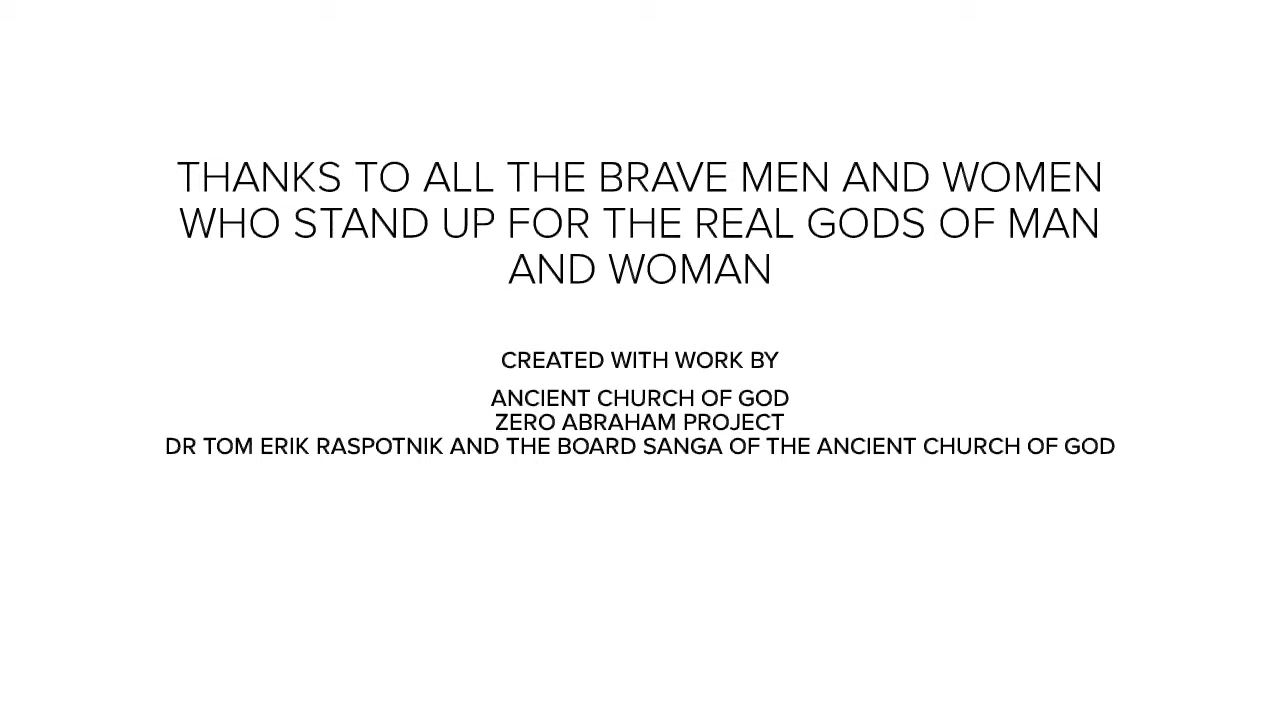 THANKS TO ALL THE BRAVE MEN AND WOMEN
WHO STAND UP FOR THE REAL GODS OF MAN
AND WOMAN
CREATED WITH WORK BY
ANCIENT CHURCH OF GOD
ZERO ABRAHAM PROJECT
DR TOM ERIK RASPOTNIK AND THE BOARD SANGA OF THE ANCIENT CHURCH OF GOD